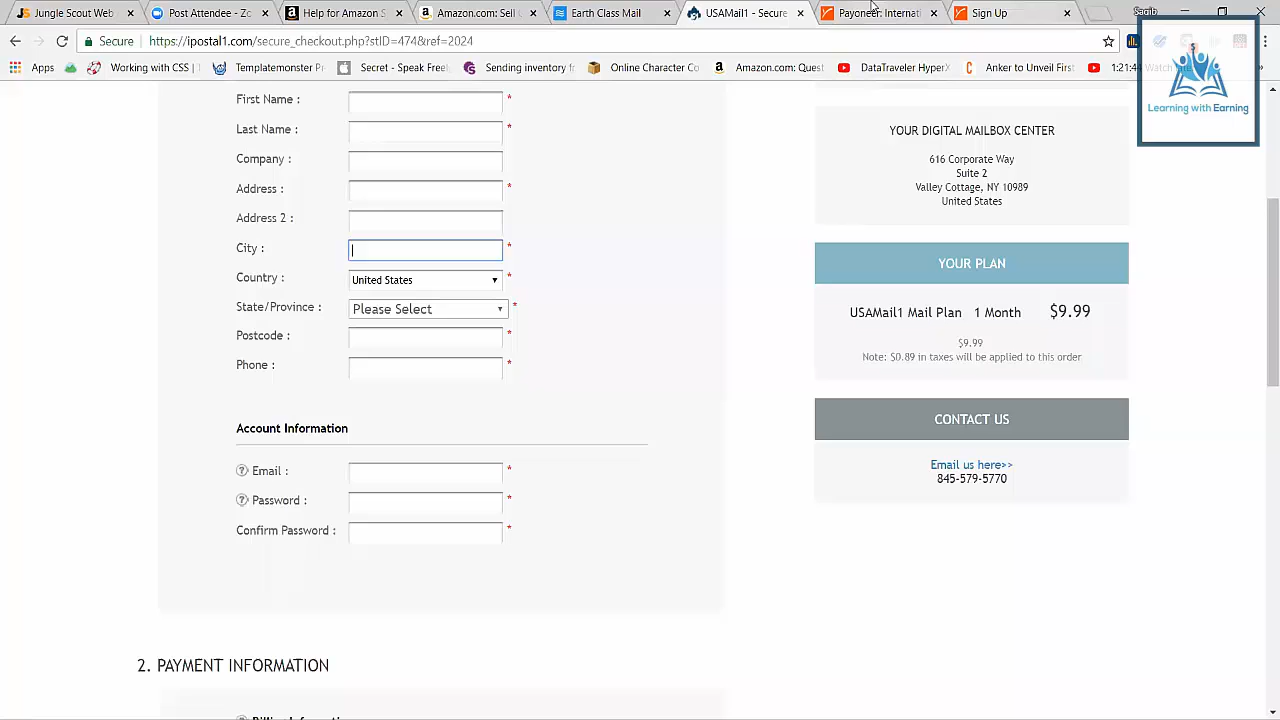 Jungle Scout Web
Post Attendee - Zo
Help for Amazon S
Amazon.com: Sell G
Earth Class Mail
USAMail1 - Secure
Sign Up
Saqib
Secure
https://ipostal1.com/secure_checkout.php?
Apps
Working with CSS |
Templatemonster
Secret - Speak Free
Sending inventory f
Online Character Co
Amazon.com: Quest
DataTraveler HyperX
Anker to Unveil First
1:21:44
Learning with Earning
First Name : *
Last Name : *
Company :
Address : *
Address 2 :
City : *
Country : United States *
State/Province : Please Select *
Postcode : *
Phone : *
Account Information
Email : *
Password : *
Confirm Password : *
2. PAYMENT INFORMATION
YOUR DIGITAL MAILBOX CENTER
616 Corporate Way
Suite 2
Valley Cottage, NY 10989
United States
YOUR PLAN
USAMail1 Mail Plan 1 Month $9.99
$9.99
Note: $0.89 in taxes will be applied to this order
CONTACT US
Email us here>>
845-579-5770